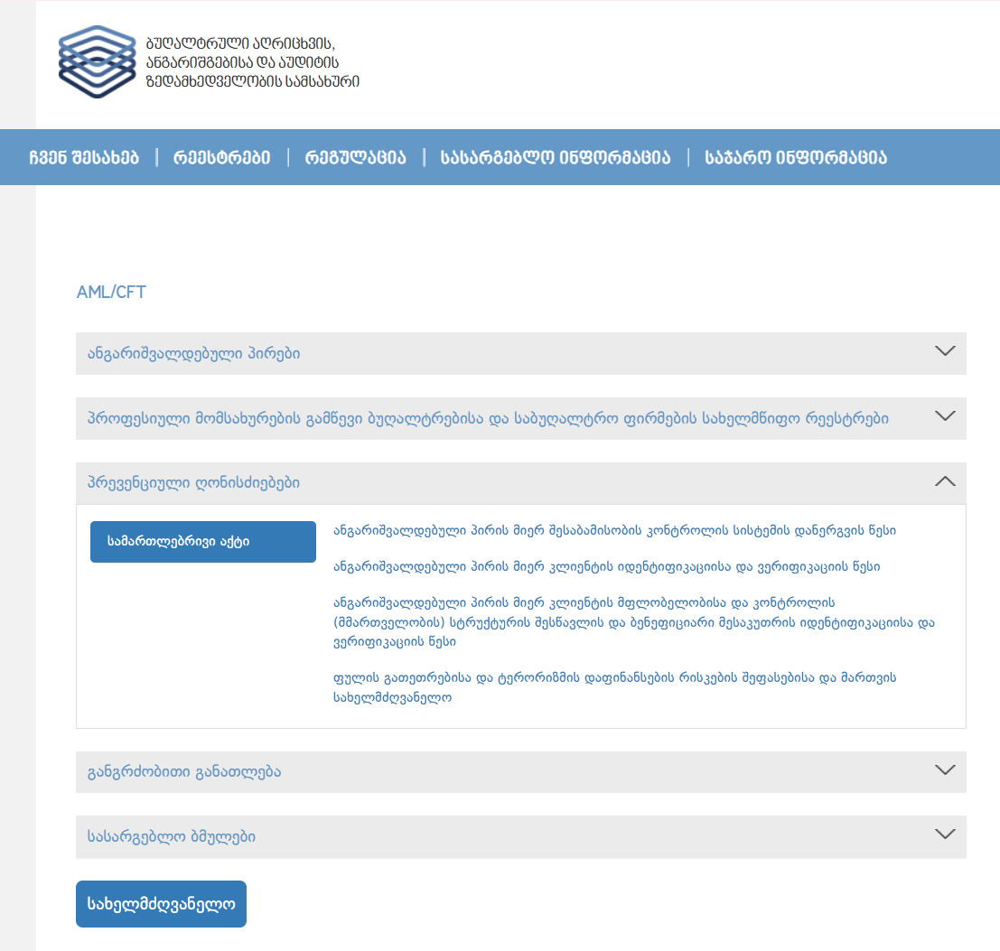 ბუღალტრული აღრიცხვის,
ანგარიშგებისა და აუდიტის
ზედამხედველობის სამსახური
ჩვენ შესახებ | რეესტრები | რეგულაცია | სასარგებლო ინფორმაცია | საჯარო ინფორმაცია
AML/CFT
ანგარიშვალდებული პირები
პროფესიული მომსახურების გამწევი ბუღალტრებისა და საბუღალტრო ფირმების სახელმწიფო რეესტრები
პრევენციული ღონისძიებები
სამართლებრივი აქტი
ანგარიშვალდებული პირის მიერ შესაბამისობის კონტროლის სისტემის დანერგვის წესი
ანგარიშვალდებული პირის მიერ კლიენტის იდენტიფიკაციისა და ვერიფიკაციის წესი
ანგარიშვალდებული პირის მიერ კლიენტის მფლობელობისა და კონტროლის
(მმართველობის) სტრუქტურის შესწავლის და ბენეფიციარი მესაკუთრის იდენტიფიკაციისა და
ვერიფიკაციის წესი
ფულის გათეთრებისა და ტერორიზმის დაფინანსების რისკების შეფასებისა და მართვის
სახელმძღვანელო
განგრძობითი განათლება
სასარგებლო ბმულები
სახელმძღვანელო